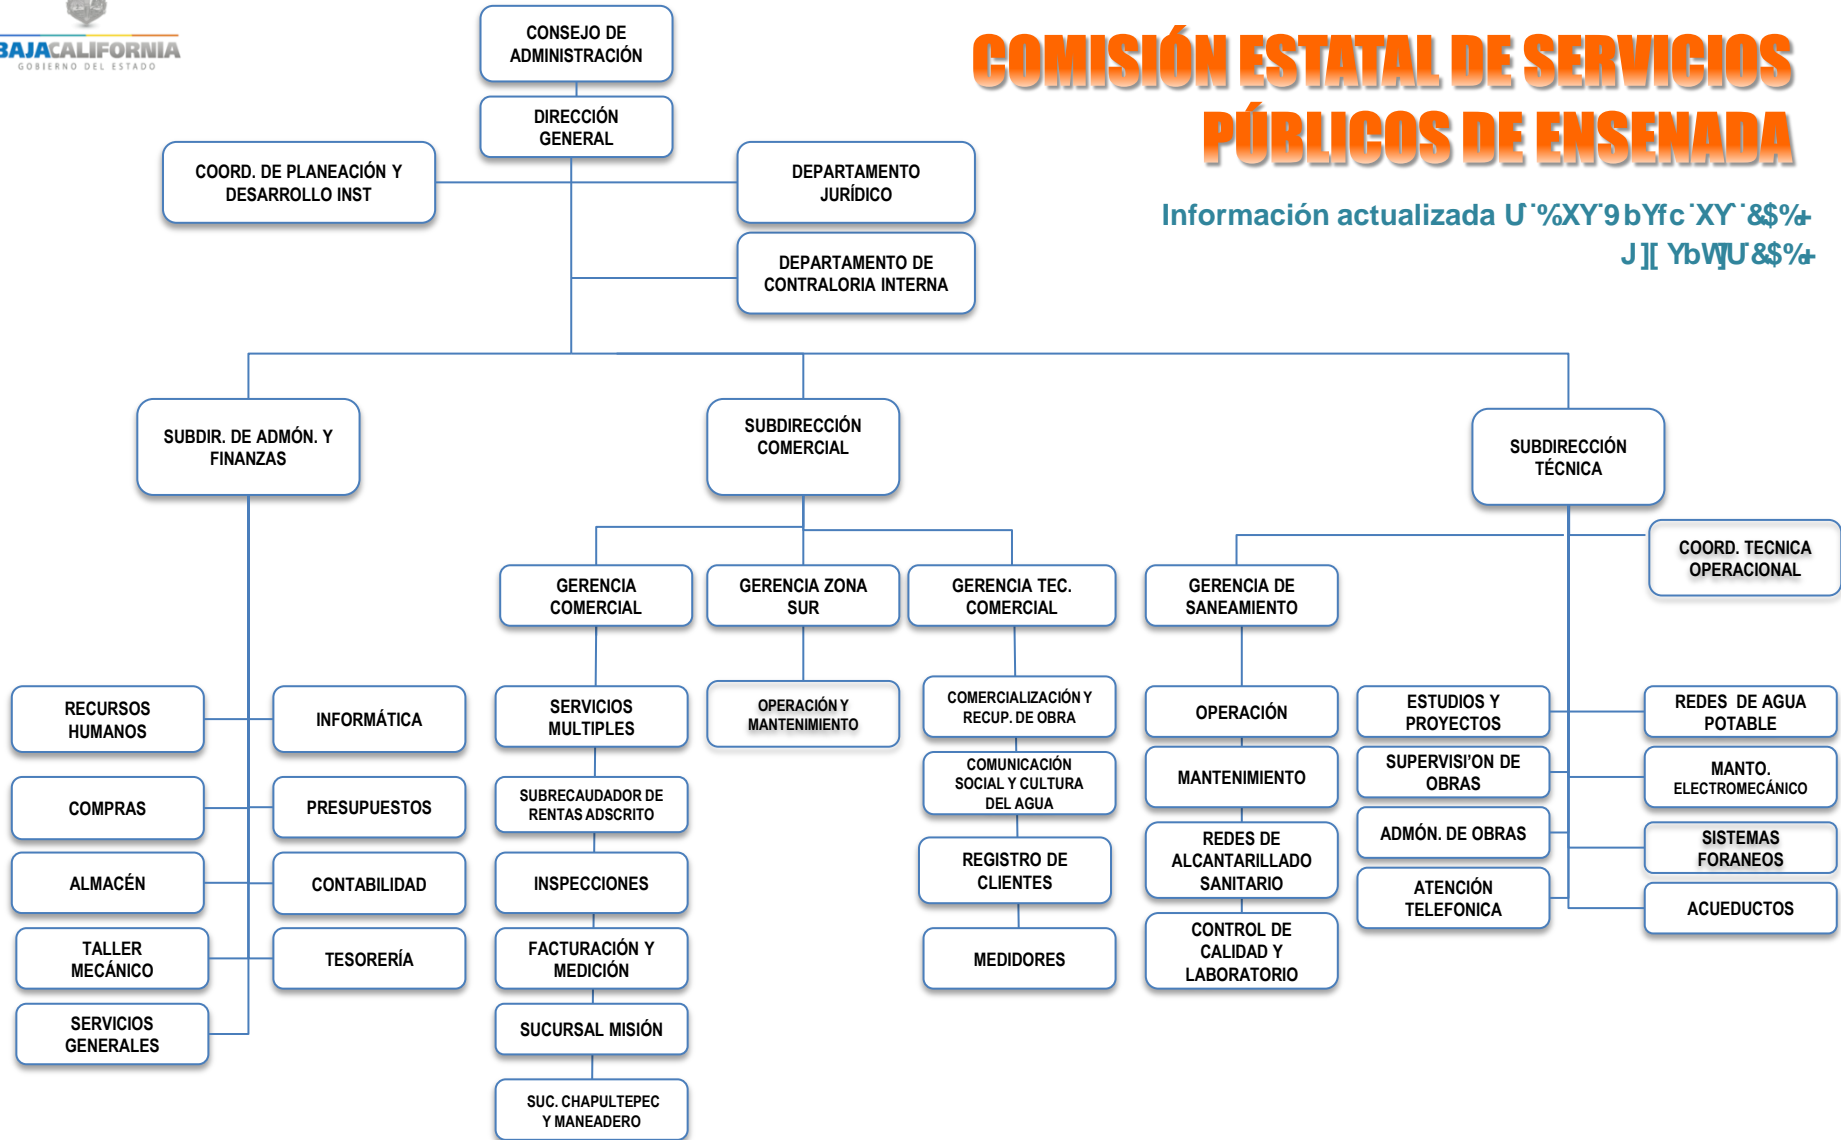 BAJACALIFORNIA
GOBIERNO DEL ESTADO
COMISIÓN ESTATAL DE SERVICIOS
PÚBLICOS DE ENSENADA
Información actualizada
CONSEJO DE
ADMINISTRACIÓN
DIRECCIÓN
GENERAL
COORD. DE PLANEACIÓN Y
DESARROLLO INST
DEPARTAMENTO
JURÍDICO
DEPARTAMENTO DE
CONTRALORIA INTERNA
SUBDIR. DE ADMÓN. Y
FINANZAS
SUBDIRECCIÓN
COMERCIAL
SUBDIRECCIÓN
TÉCNICA
COORD. TECNICA
OPERACIONAL
GERENCIA
COMERCIAL
GERENCIA ZONA
SUR
GERENCIA TEC.
COMERCIAL
GERENCIA DE
SANEAMIENTO
RECURSOS
HUMANOS
INFORMÁTICA
COMPRAS
PRESUPUESTOS
ALMACÉN
CONTABILIDAD
TALLER
MECÁNICO
TESORERÍA
SERVICIOS
GENERALES
SERVICIOS
MULTIPLES
SUBRECAUDADOR DE
RENTAS ADSCRITO
INSPECCIONES
FACTURACIÓN Y
MEDICIÓN
SUCURSAL MISIÓN
SUC. CHAPULTEPEC
Y MANEADERO
OPERACIÓN Y
MANTENIMIENTO
COMERCIALIZACIÓN Y
RECUP. DE OBRA
COMUNICACIÓN
SOCIAL Y CULTURA
DEL AGUA
REGISTRO DE
CLIENTES
MEDIDORES
OPERACIÓN
MANTENIMIENTO
REDES DE
ALCANTARILLADO
SANITARIO
CONTROL DE
CALIDAD Y
LABORATORIO
ESTUDIOS Y
PROYECTOS
SUPERVISI'ON DE
OBRAS
ADMÓN. DE OBRAS
ATENCIÓN
TELEFONICA
REDES DE AGUA
POTABLE
MANTO.
ELECTROMECÁNICO
SISTEMAS
FORANEOS
ACUEDUCTOS